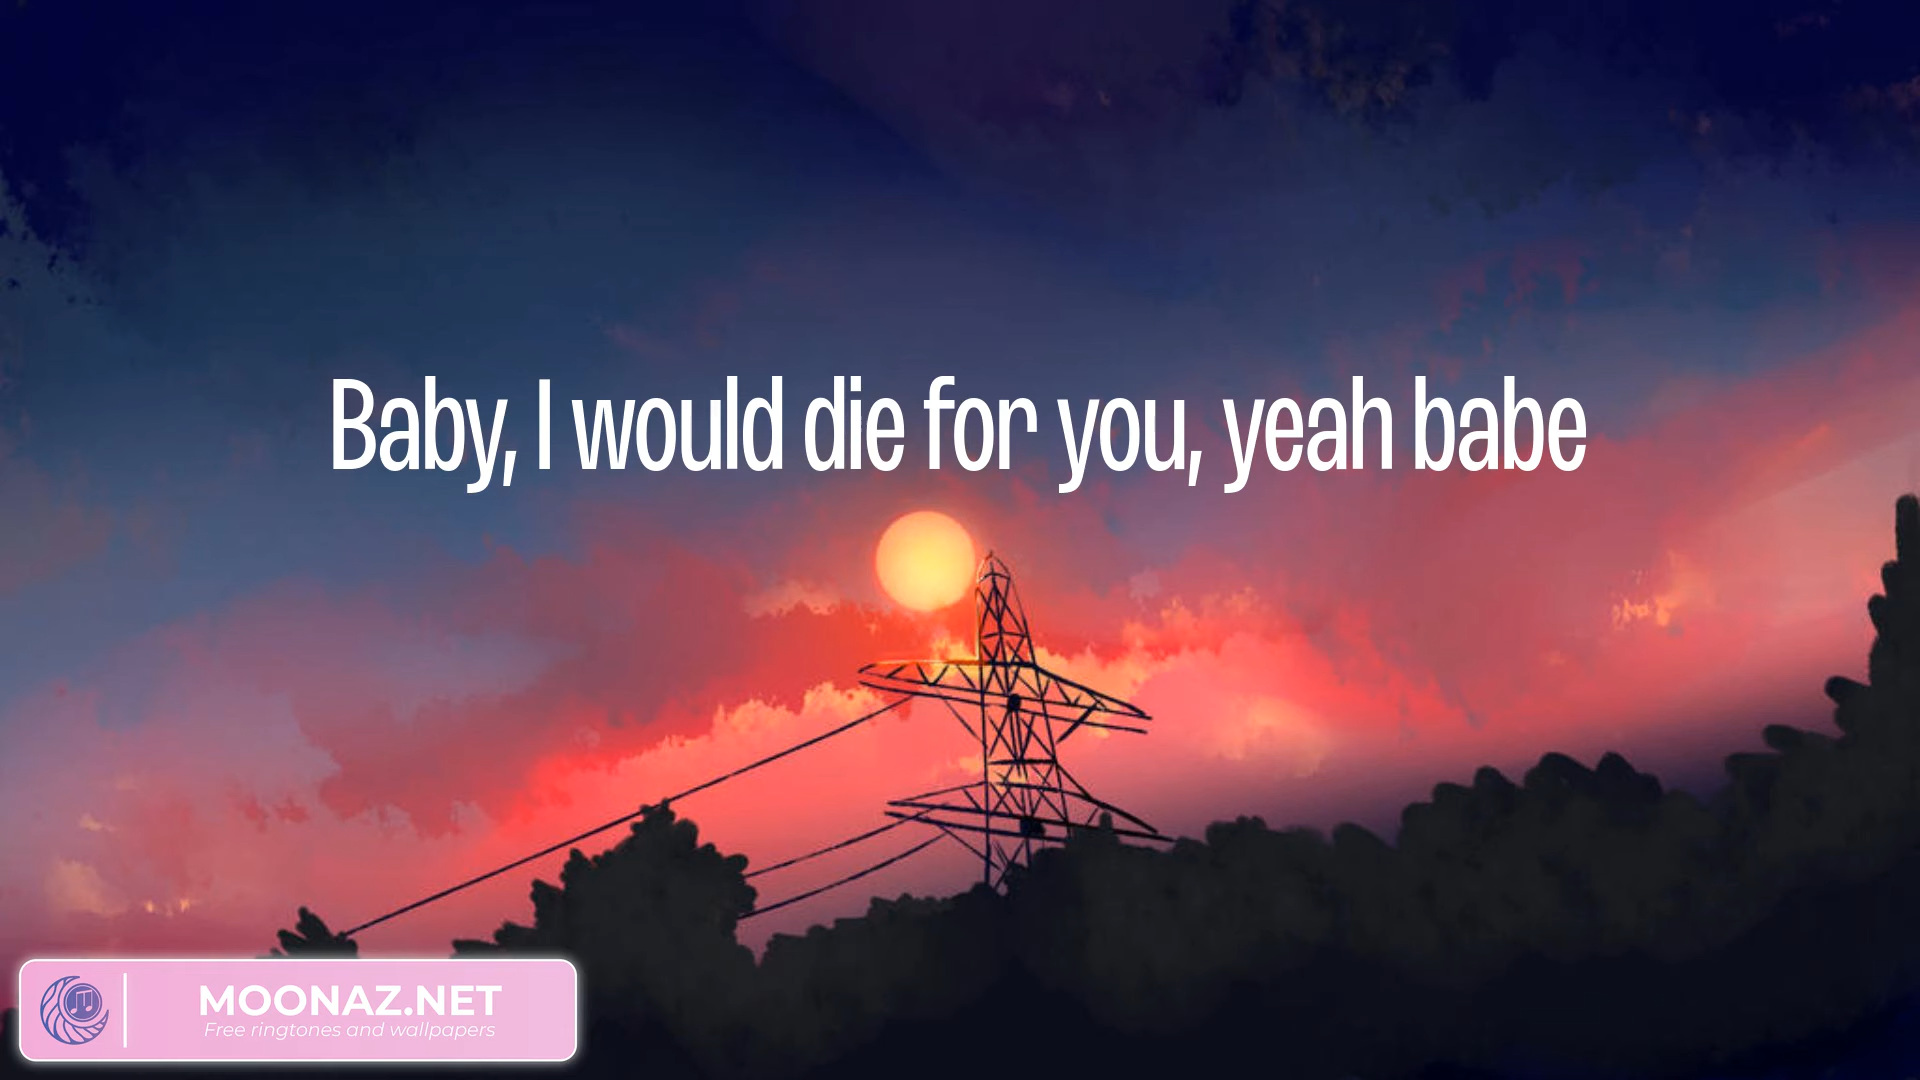 Baby, I would die for you, yeah babe
MOONAZ.NET
Free ringtones and wallpapers